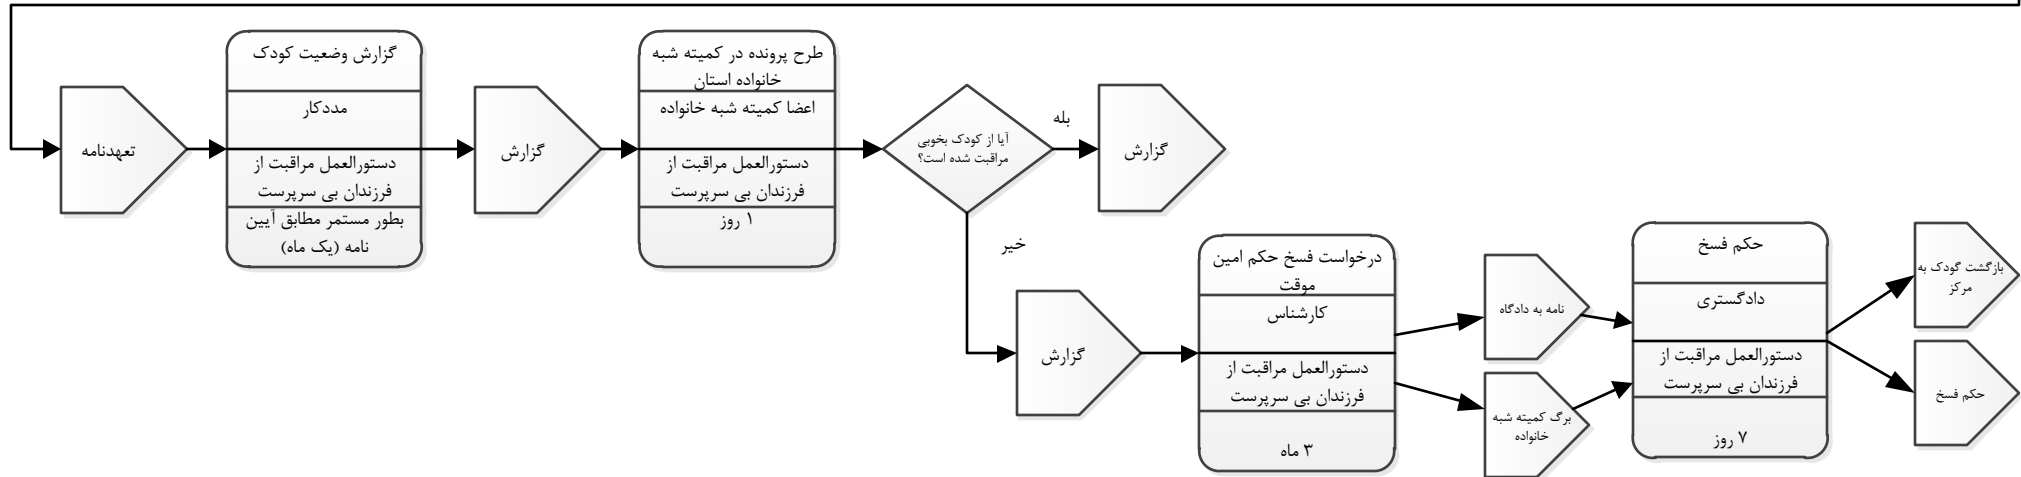 تعهدنامه
گزارش وضعیت کودک
مددکار
دستورالعمل مراقبت از
فرزندان بی سرپرست
بطور مستمر مطابق آیین
نامه (یک ماه)
گزارش
طرح پرونده در کمیته شبه
خانواده استان
اعضا کمیته شبه خانواده
دستورالعمل مراقبت از
فرزندان بی سرپرست
۱ روز
آیا از کودک بخوبی
مراقبت شده است؟
بله
گزارش
خیر
گزارش
درخواست فسخ حکم امین
موقت
کارشناس
دستورالعمل مراقبت از
فرزندان بی سرپرست
۳ ماه
نامه به دادگاه
برگ کمیته شبه
خانواده
حکم فسخ
دادگستری
دستورالعمل مراقبت از
فرزندان بی سرپرست
۷ روز
بازگشت گودک به
مرکز
حکم فسخ